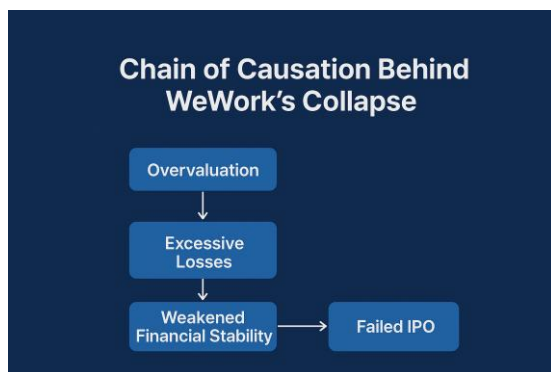 Chain of Causation Behind
WeWork’s Collapse
Overvaluation
Excessive
Losses
Weakened
Financial Stability
Failed IPO